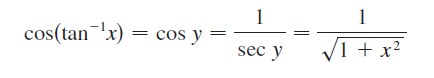 cos(tan⁻¹x) = cos y = 1/sec y = 1/√(1 + x²)